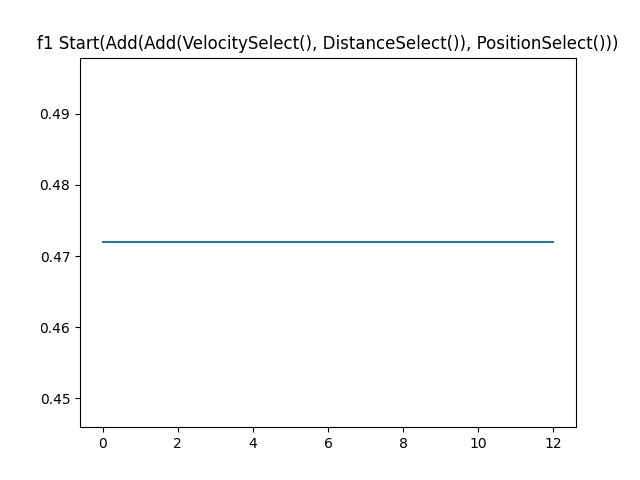 f1 Start(Add(Add(VelocitySelect(), DistanceSelect()), PositionSelect()))
0.49
0.48
0.47
0.46
0.45
0 2 4 6 8 10 12